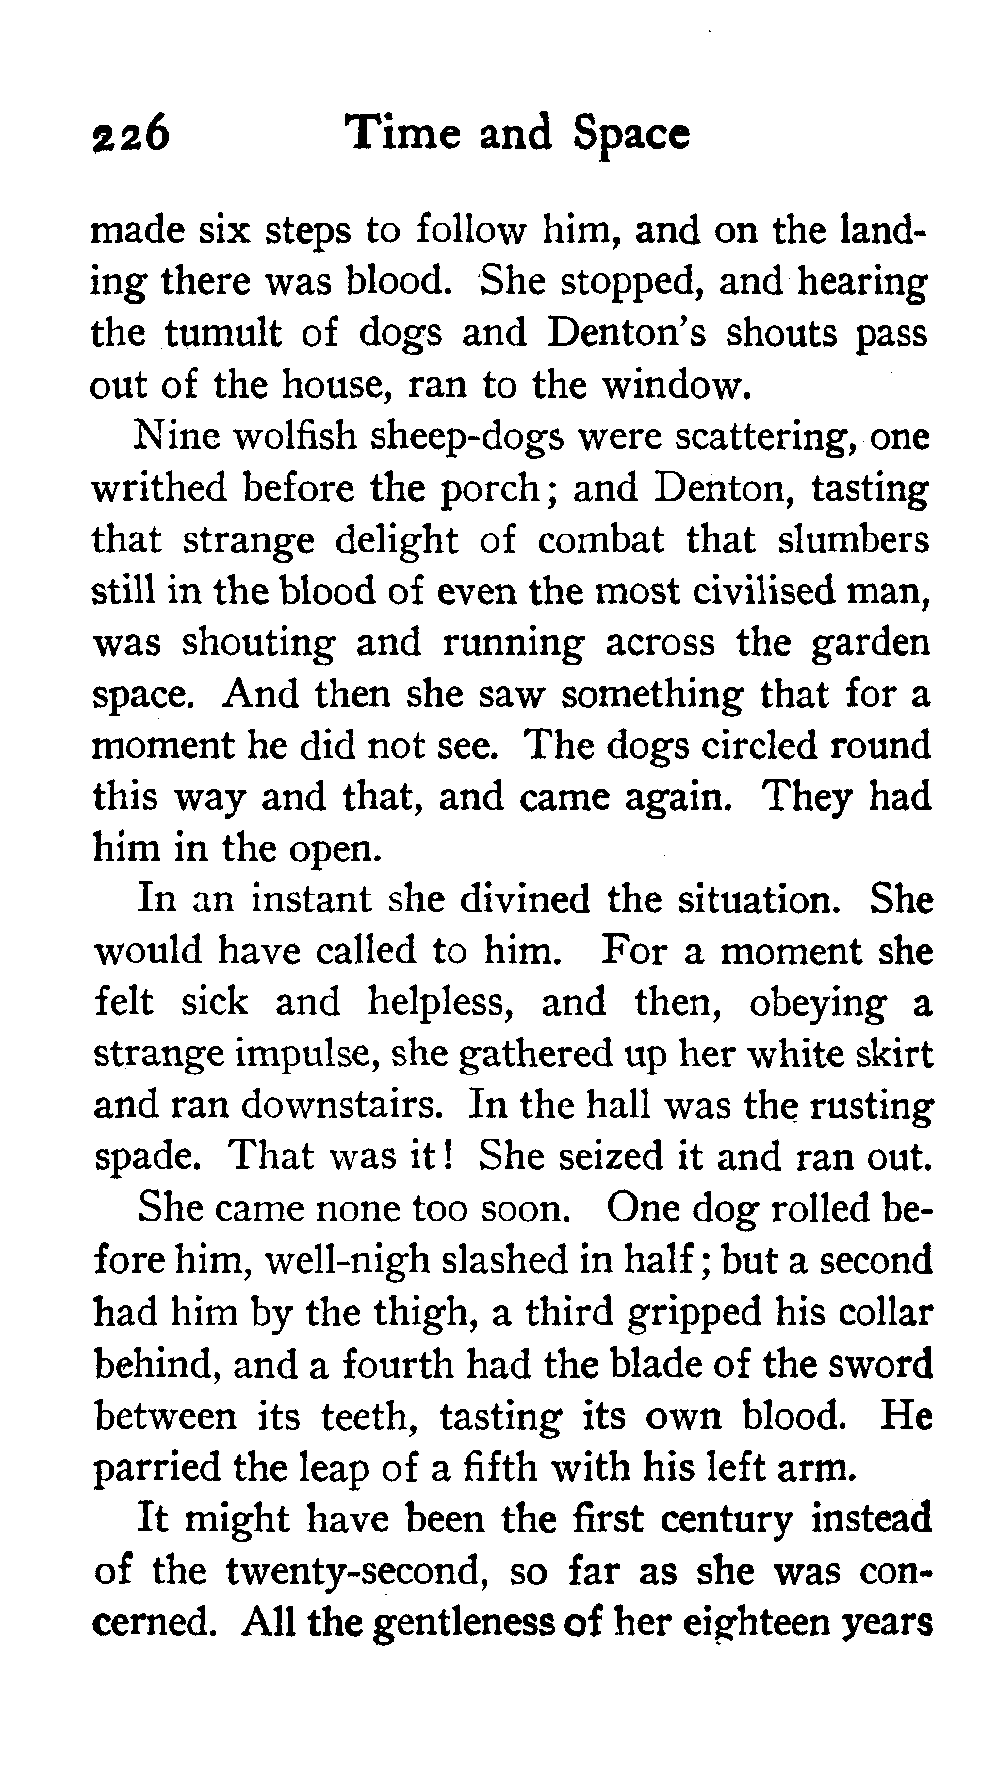 226 Time and Space
made six steps to follow him, and on the land-
ing there was blood. She stopped, and hearing
the tumult of dogs and Denton's shouts pass
out of the house, ran to the window.
Nine wolfish sheep-dogs were scattering, one
writhed before the porch; and Denton, tasting
that strange delight of combat that slumbers
still in the blood of even the most civilised man,
was shouting and running across the garden
space. And then she saw something that for a
moment he did not see. The dogs circled round
this way and that, and came again. They had
him in the open.
In an instant she divined the situation. She
would have called to him. For a moment she
felt sick and helpless, and then, obeying a
strange impulse, she gathered up her white skirt
and ran downstairs. In the hall was the rusting
spade. That was it! She seized it and ran out.
She came none too soon. One dog rolled be-
fore him, well-nigh slashed in half; but a second
had him by the thigh, a third gripped his collar
behind, and a fourth had the blade of the sword
between its teeth, tasting its own blood. He
parried the leap of a fifth with his left arm.
It might have been the first century instead
of the twenty-second, so far as she was con-
cerned. All the gentleness of her eighteen years